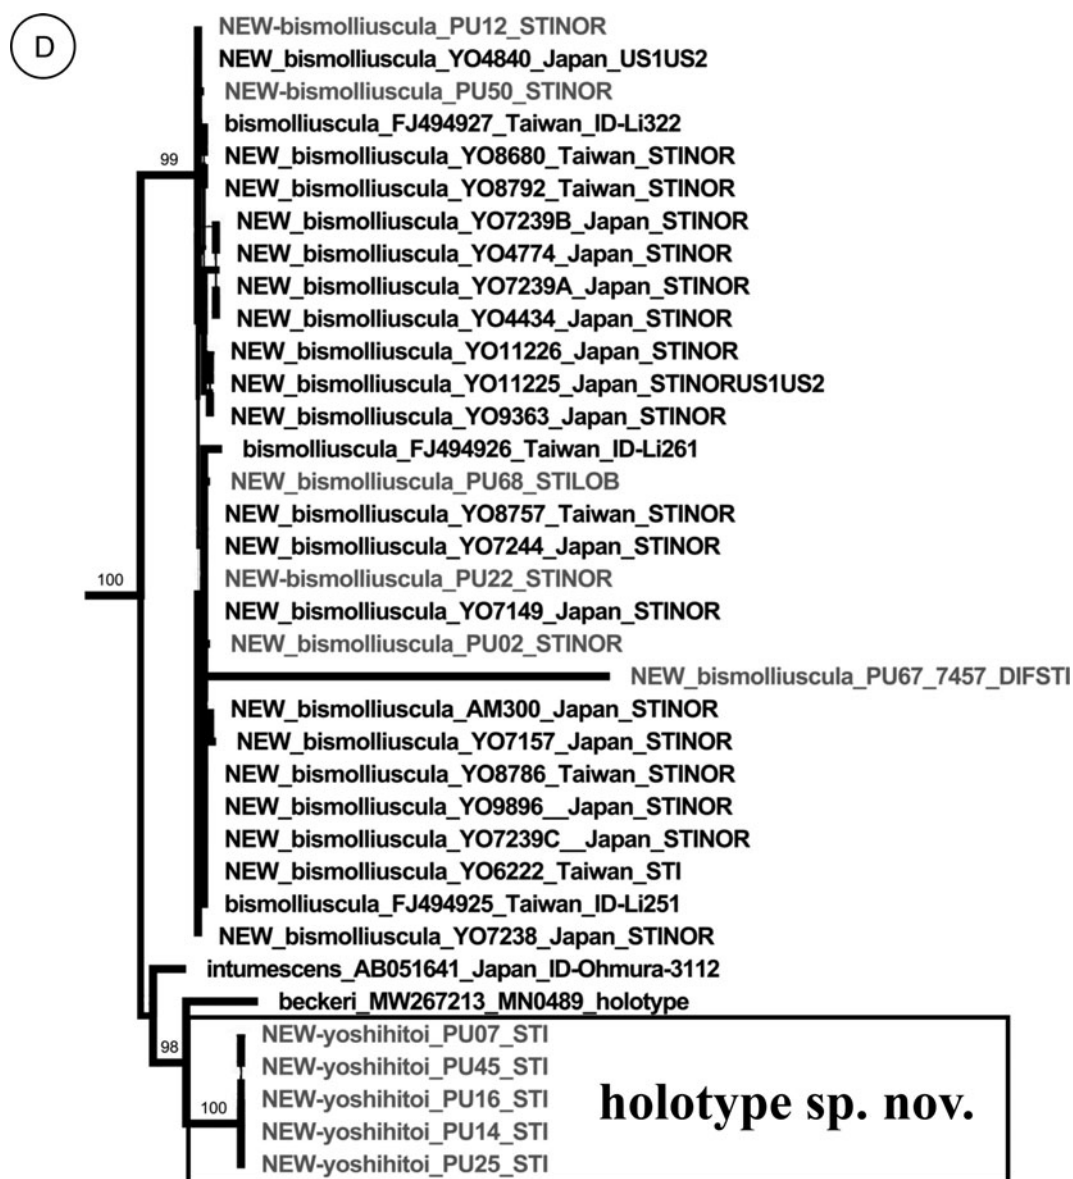 D
NEW-bismolliuscula_PU12_STINOR
NEW_bismolliuscula_YO4840_Japan_US1US2
NEW-bismolliuscula_PU50_STINOR
bismolliuscula_FJ494927_Taiwan_ID-Li322
99
NEW_bismolliuscula_YO8680_Taiwan_STINOR
NEW_bismolliuscula_YO8792_Taiwan_STINOR
NEW_bismolliuscula_YO7239B_Japan_STINOR
NEW_bismolliuscula_YO4774_Japan_STINOR
NEW_bismolliuscula_YO7239A_Japan_STINOR
NEW_bismolliuscula_YO4434_Japan_STINOR
NEW_bismolliuscula_YO11226_Japan_STINOR
NEW_bismolliuscula_YO11225_Japan_STINORUS1US2
NEW_bismolliuscula_YO9363_Japan_STINOR
bismolliuscula_FJ494926_Taiwan_ID-Li261
NEW_bismolliuscula_PU68_STILOB
NEW_bismolliuscula_YO8757_Taiwan_STINOR
NEW_bismolliuscula_YO7244_Japan_STINOR
100
NEW-bismolliuscula_PU22_STINOR
NEW_bismolliuscula_YO7149_Japan_STINOR
NEW_bismolliuscula_PU02_STINOR
NEW_bismolliuscula_PU67_7457_DIFSTI
NEW_bismolliuscula_AM300_Japan_STINOR
NEW_bismolliuscula_YO7157_Japan_STINOR
NEW_bismolliuscula_YO8786_Taiwan_STINOR
NEW_bismolliuscula_YO9896__Japan_STINOR
NEW_bismolliuscula_YO7239C__Japan_STINOR
NEW_bismolliuscula_YO6222_Taiwan_STI
bismolliuscula_FJ494925_Taiwan_ID-Li251
NEW_bismolliuscula_YO7238_Japan_STINOR
intumescens_AB051641_Japan_ID-Ohmura-3112
beckeri_MW267213_MN0489_holotype
98
NEW-yoshihitoi_PU07_STI
NEW-yoshihitoi_PU45_STI
100
NEW-yoshihitoi_PU16_STI
holotype sp. nov.
NEW-yoshihitoi_PU14_STI
NEW-yoshihitoi_PU25_STI